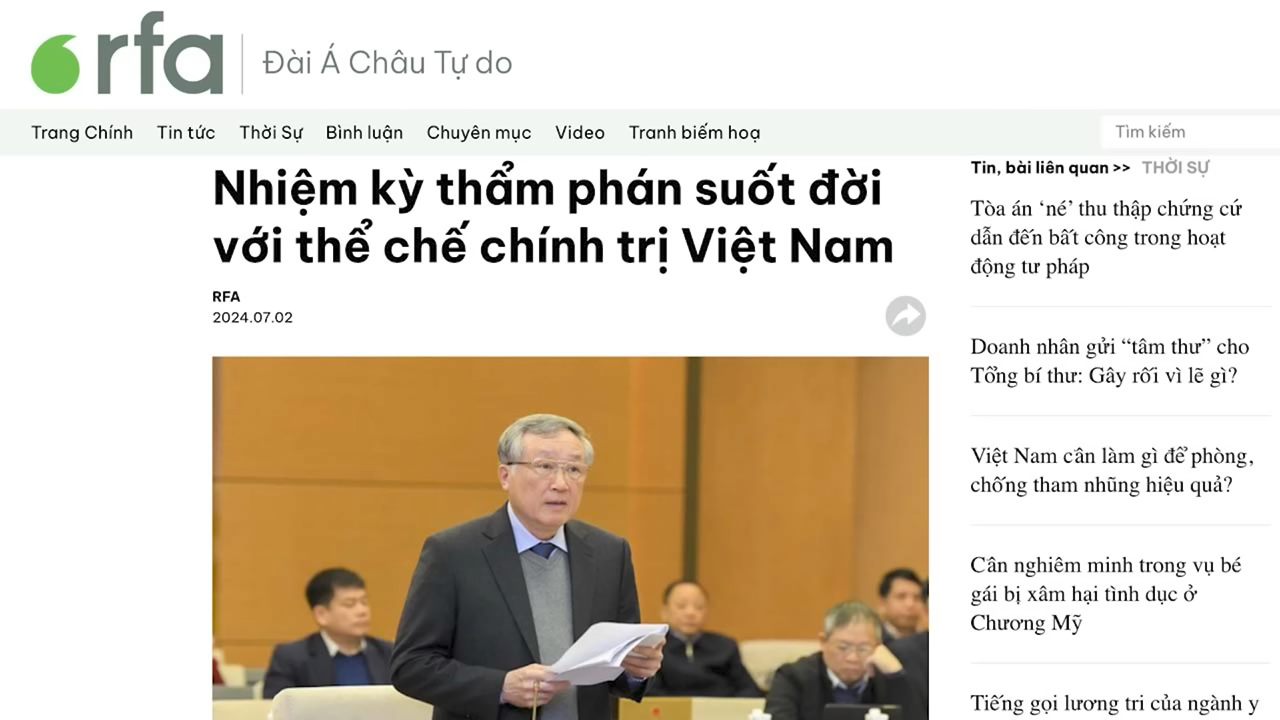 rfa
Đài Á Châu Tự do
Trang Chính Tin tức Thời Sự Bình luận Chuyên mục Video Tranh biếm hoạ
Tìm kiếm
Nhiệm kỳ thẩm phán suốt đời
với thể chế chính trị Việt Nam
RFA
2024.07.02
Tin, bài liên quan >> THỜI SỰ
Tòa án ‘né’ thu thập chứng cứ
dẫn đến bất công trong hoạt
động tư pháp
Doanh nhân gửi “tâm thư” cho
Tổng bí thư: Gây rối vì lẽ gì?
Việt Nam cần làm gì để phòng,
chống tham nhũng hiệu quả?
Cần nghiêm minh trong vụ bé
gái bị xâm hại tình dục ở
Chương Mỹ
Tiếng gọi lương tri của ngành y